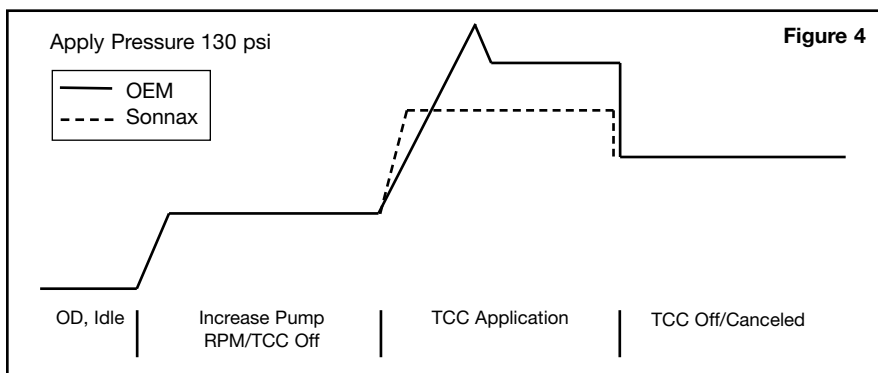 Apply Pressure 130 psi
Figure 4
OEM
Sonnax
OD, Idle
Increase Pump
RPM/TCC Off
TCC Application
TCC Off/Canceled